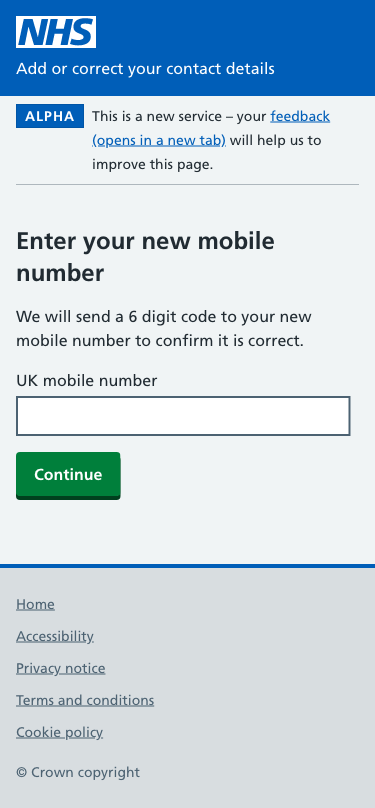 NHS
Add or correct your contact details
ALPHA This is a new service – your feedback
(opens in a new tab) will help us to
improve this page.
Enter your new mobile
number
We will send a 6 digit code to your new
mobile number to confirm it is correct.
UK mobile number
Continue
Home
Accessibility
Privacy notice
Terms and conditions
Cookie policy
© Crown copyright